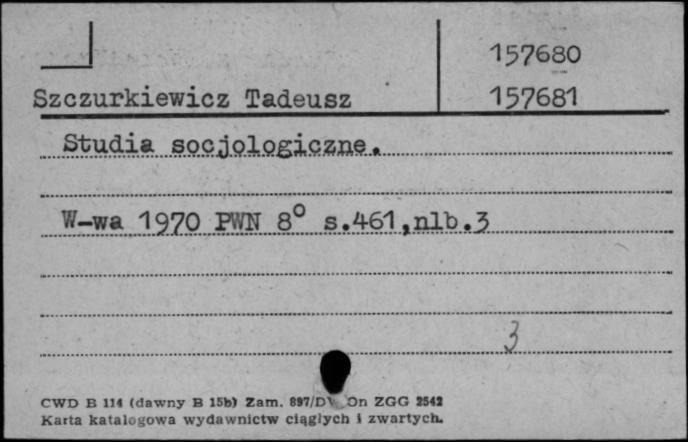 157680
Szczurkiewicz Tadeusz 157681
Studia socjologiczne.
W-wa 1970 PWN 8° s.461,nlb.3
3
CWD B 114 (dawny B 15b) Zam. 897/D On ZGG 2542
Karta katalogowa wydawnictw ciągłych i zwartych.